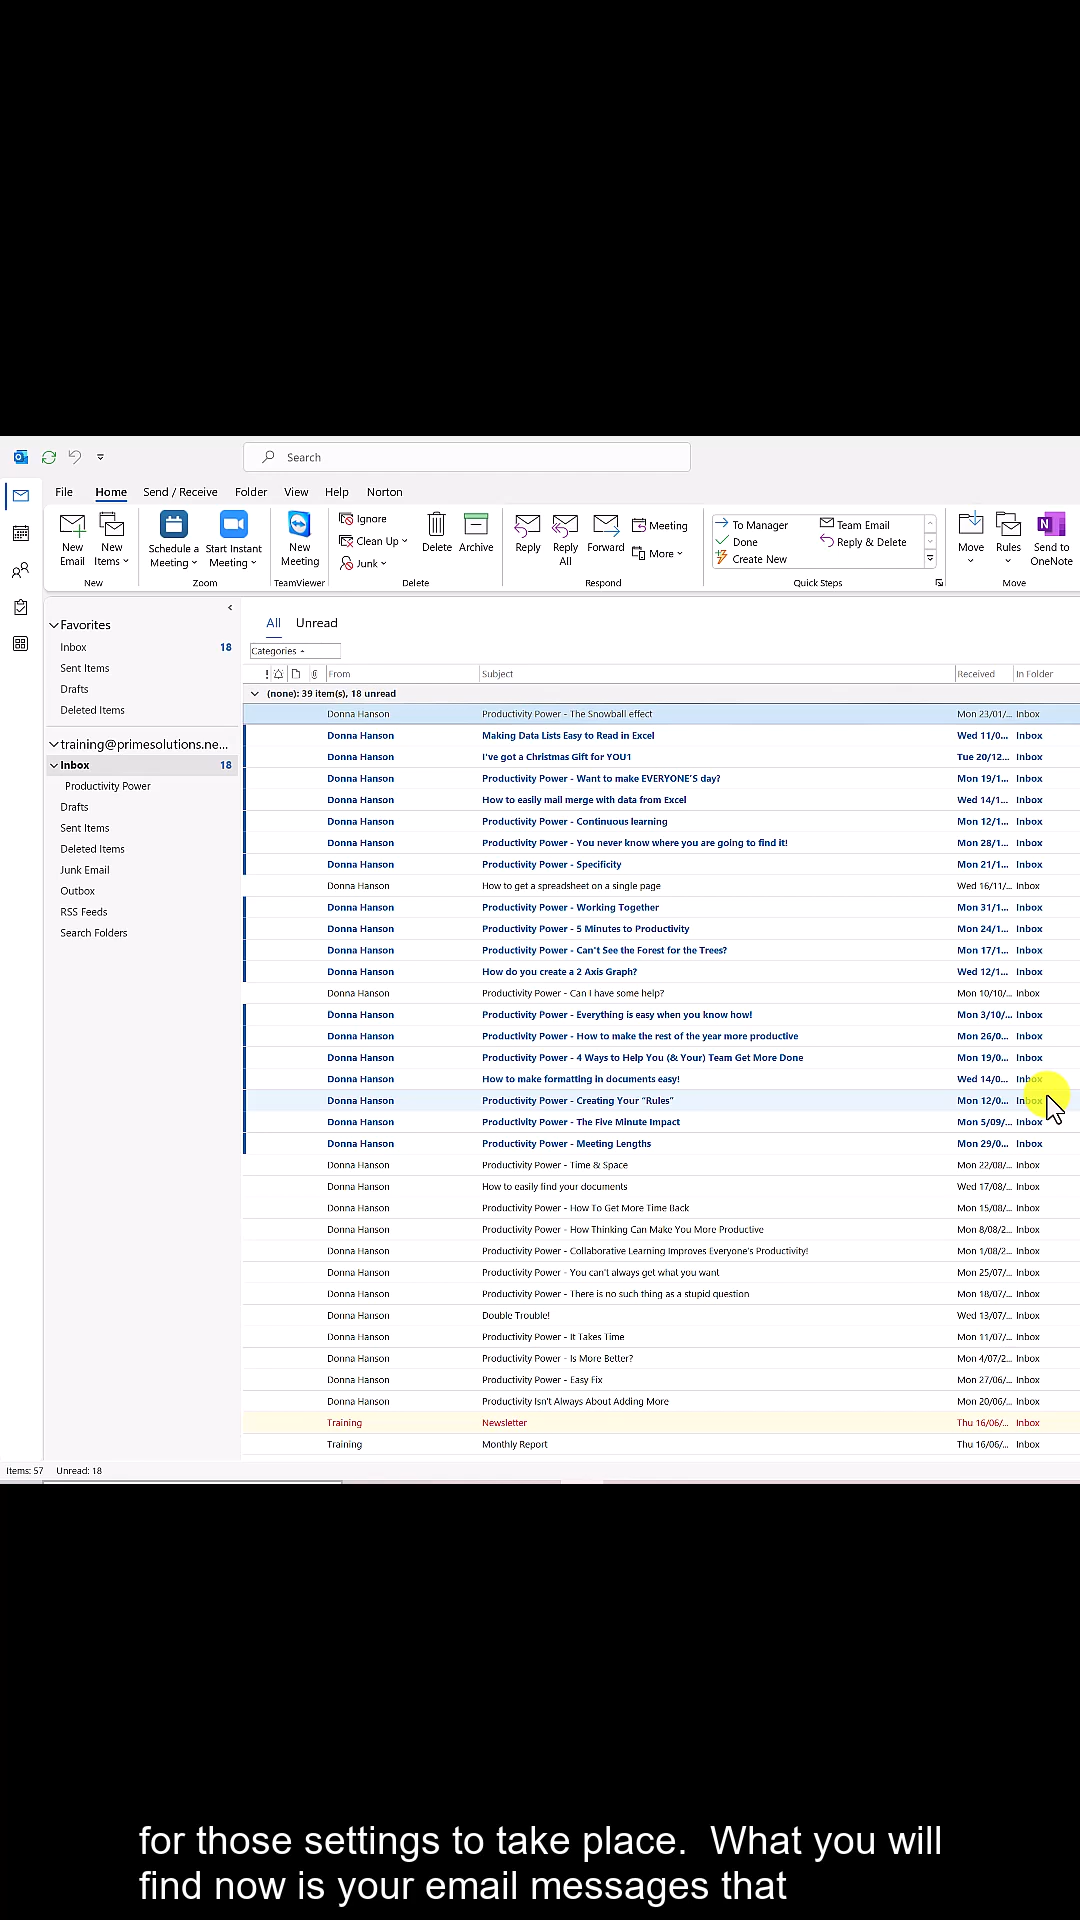 Search
File Home Send / Receive Folder View Help Norton
New Email
New Items
New
Schedule a Meeting
Start Instant Meeting
Zoom
New Meeting
TeamViewer
Ignore
Clean Up
Junk
Delete
Archive
Delete
Reply
Reply All
Forward
Meeting
More
Respond
To Manager
Done
Create New
Team Email
Reply & Delete
Quick Steps
Move
Rules
Send to OneNote
Move
Favorites
Inbox 18
Sent Items
Drafts
Deleted Items
training@primesolutions.ne...
Inbox 18
Productivity Power
Drafts
Sent Items
Deleted Items
Junk Email
Outbox
RSS Feeds
Search Folders
All Unread
Categories
! From Subject Received In Folder
(none): 39 item(s), 18 unread
Donna Hanson Productivity Power - The Snowball effect Mon 23/01/... Inbox
Donna Hanson Making Data Lists Easy to Read in Excel Wed 11/0... Inbox
Donna Hanson I've got a Christmas Gift for YOU1 Tue 20/12... Inbox
Donna Hanson Productivity Power - Want to make EVERYONE'S day? Mon 19/1... Inbox
Donna Hanson How to easily mail merge with data from Excel Wed 14/1... Inbox
Donna Hanson Productivity Power - Continuous learning Mon 12/1... Inbox
Donna Hanson Productivity Power - You never know where you are going to find it! Mon 28/1... Inbox
Donna Hanson Productivity Power - Specificity Mon 21/1... Inbox
Donna Hanson How to get a spreadsheet on a single page Wed 16/11/... Inbox
Donna Hanson Productivity Power - Working Together Mon 31/1... Inbox
Donna Hanson Productivity Power - 5 Minutes to Productivity Mon 24/1... Inbox
Donna Hanson Productivity Power - Can't See the Forest for the Trees? Mon 17/1... Inbox
Donna Hanson How do you create a 2 Axis Graph? Wed 12/1... Inbox
Donna Hanson Productivity Power - Can I have some help? Mon 10/10/... Inbox
Donna Hanson Productivity Power - Everything is easy when you know how! Mon 3/10/... Inbox
Donna Hanson Productivity Power - How to make the rest of the year more productive Mon 26/0... Inbox
Donna Hanson Productivity Power - 4 Ways to Help You (& Your) Team Get More Done Mon 19/0... Inbox
Donna Hanson How to make formatting in documents easy! Wed 14/0... Inbox
Donna Hanson Productivity Power - Creating Your "Rules" Mon 12/0... Inbox
Donna Hanson Productivity Power - The Five Minute Impact Mon 5/09/... Inbox
Donna Hanson Productivity Power - Meeting Lengths Mon 29/0... Inbox
Donna Hanson Productivity Power - Time & Space Mon 22/08/... Inbox
Donna Hanson How to easily find your documents Wed 17/08/... Inbox
Donna Hanson Productivity Power - How To Get More Time Back Mon 15/08/... Inbox
Donna Hanson Productivity Power - How Thinking Can Make You More Productive Mon 8/08/2... Inbox
Donna Hanson Productivity Power - Collaborative Learning Improves Everyone's Productivity! Mon 1/08/2... Inbox
Donna Hanson Productivity Power - You can't always get what you want Mon 25/07/... Inbox
Donna Hanson Productivity Power - There is no such thing as a stupid question Mon 18/07/... Inbox
Donna Hanson Double Trouble! Wed 13/07/... Inbox
Donna Hanson Productivity Power - It Takes Time Mon 11/07/... Inbox
Donna Hanson Productivity Power - Is More Better? Mon 4/07/2... Inbox
Donna Hanson Productivity Power - Easy Fix Mon 27/06/... Inbox
Donna Hanson Productivity Isn't Always About Adding More Mon 20/06/... Inbox
Training Newsletter Thu 16/06/... Inbox
Training Monthly Report Thu 16/06/... Inbox
Items: 57 Unread: 18
for those settings to take place. What you will
find now is your email messages that